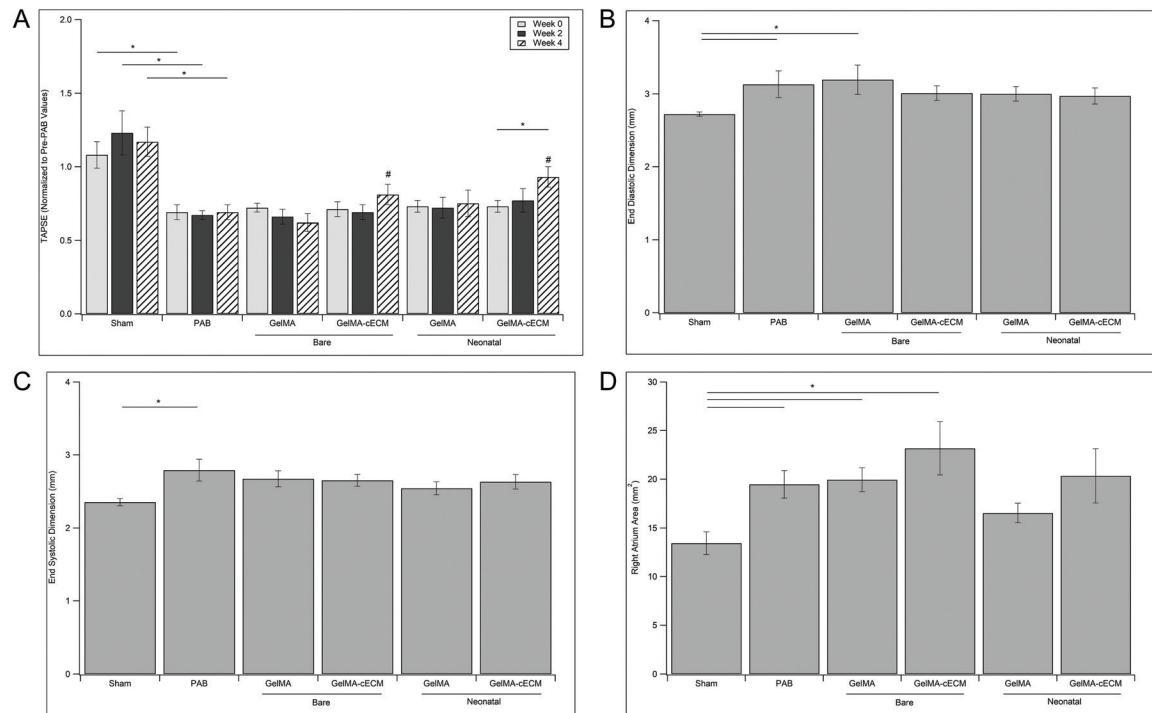 A
TAPSE (Normalized to Pre-PAB Values)
2.0
1.5
1.0
0.5
0.0
Week 0
Week 2
Week 4
*
*
*
*
#
#
Sham PAB GelMA GelMA-cECM GelMA GelMA-cECM
Bare Neonatal
B
End Diastolic Dimension (mm)
4
3
2
1
0
*
Sham PAB GelMA GelMA-cECM GelMA GelMA-cECM
Bare Neonatal
C
End Systolic Dimension (mm)
4
3
2
1
0
*
Sham PAB GelMA GelMA-cECM GelMA GelMA-cECM
Bare Neonatal
D
Right Atrium Area (mm²)
30
25
20
15
10
5
0
*
Sham PAB GelMA GelMA-cECM GelMA GelMA-cECM
Bare Neonatal